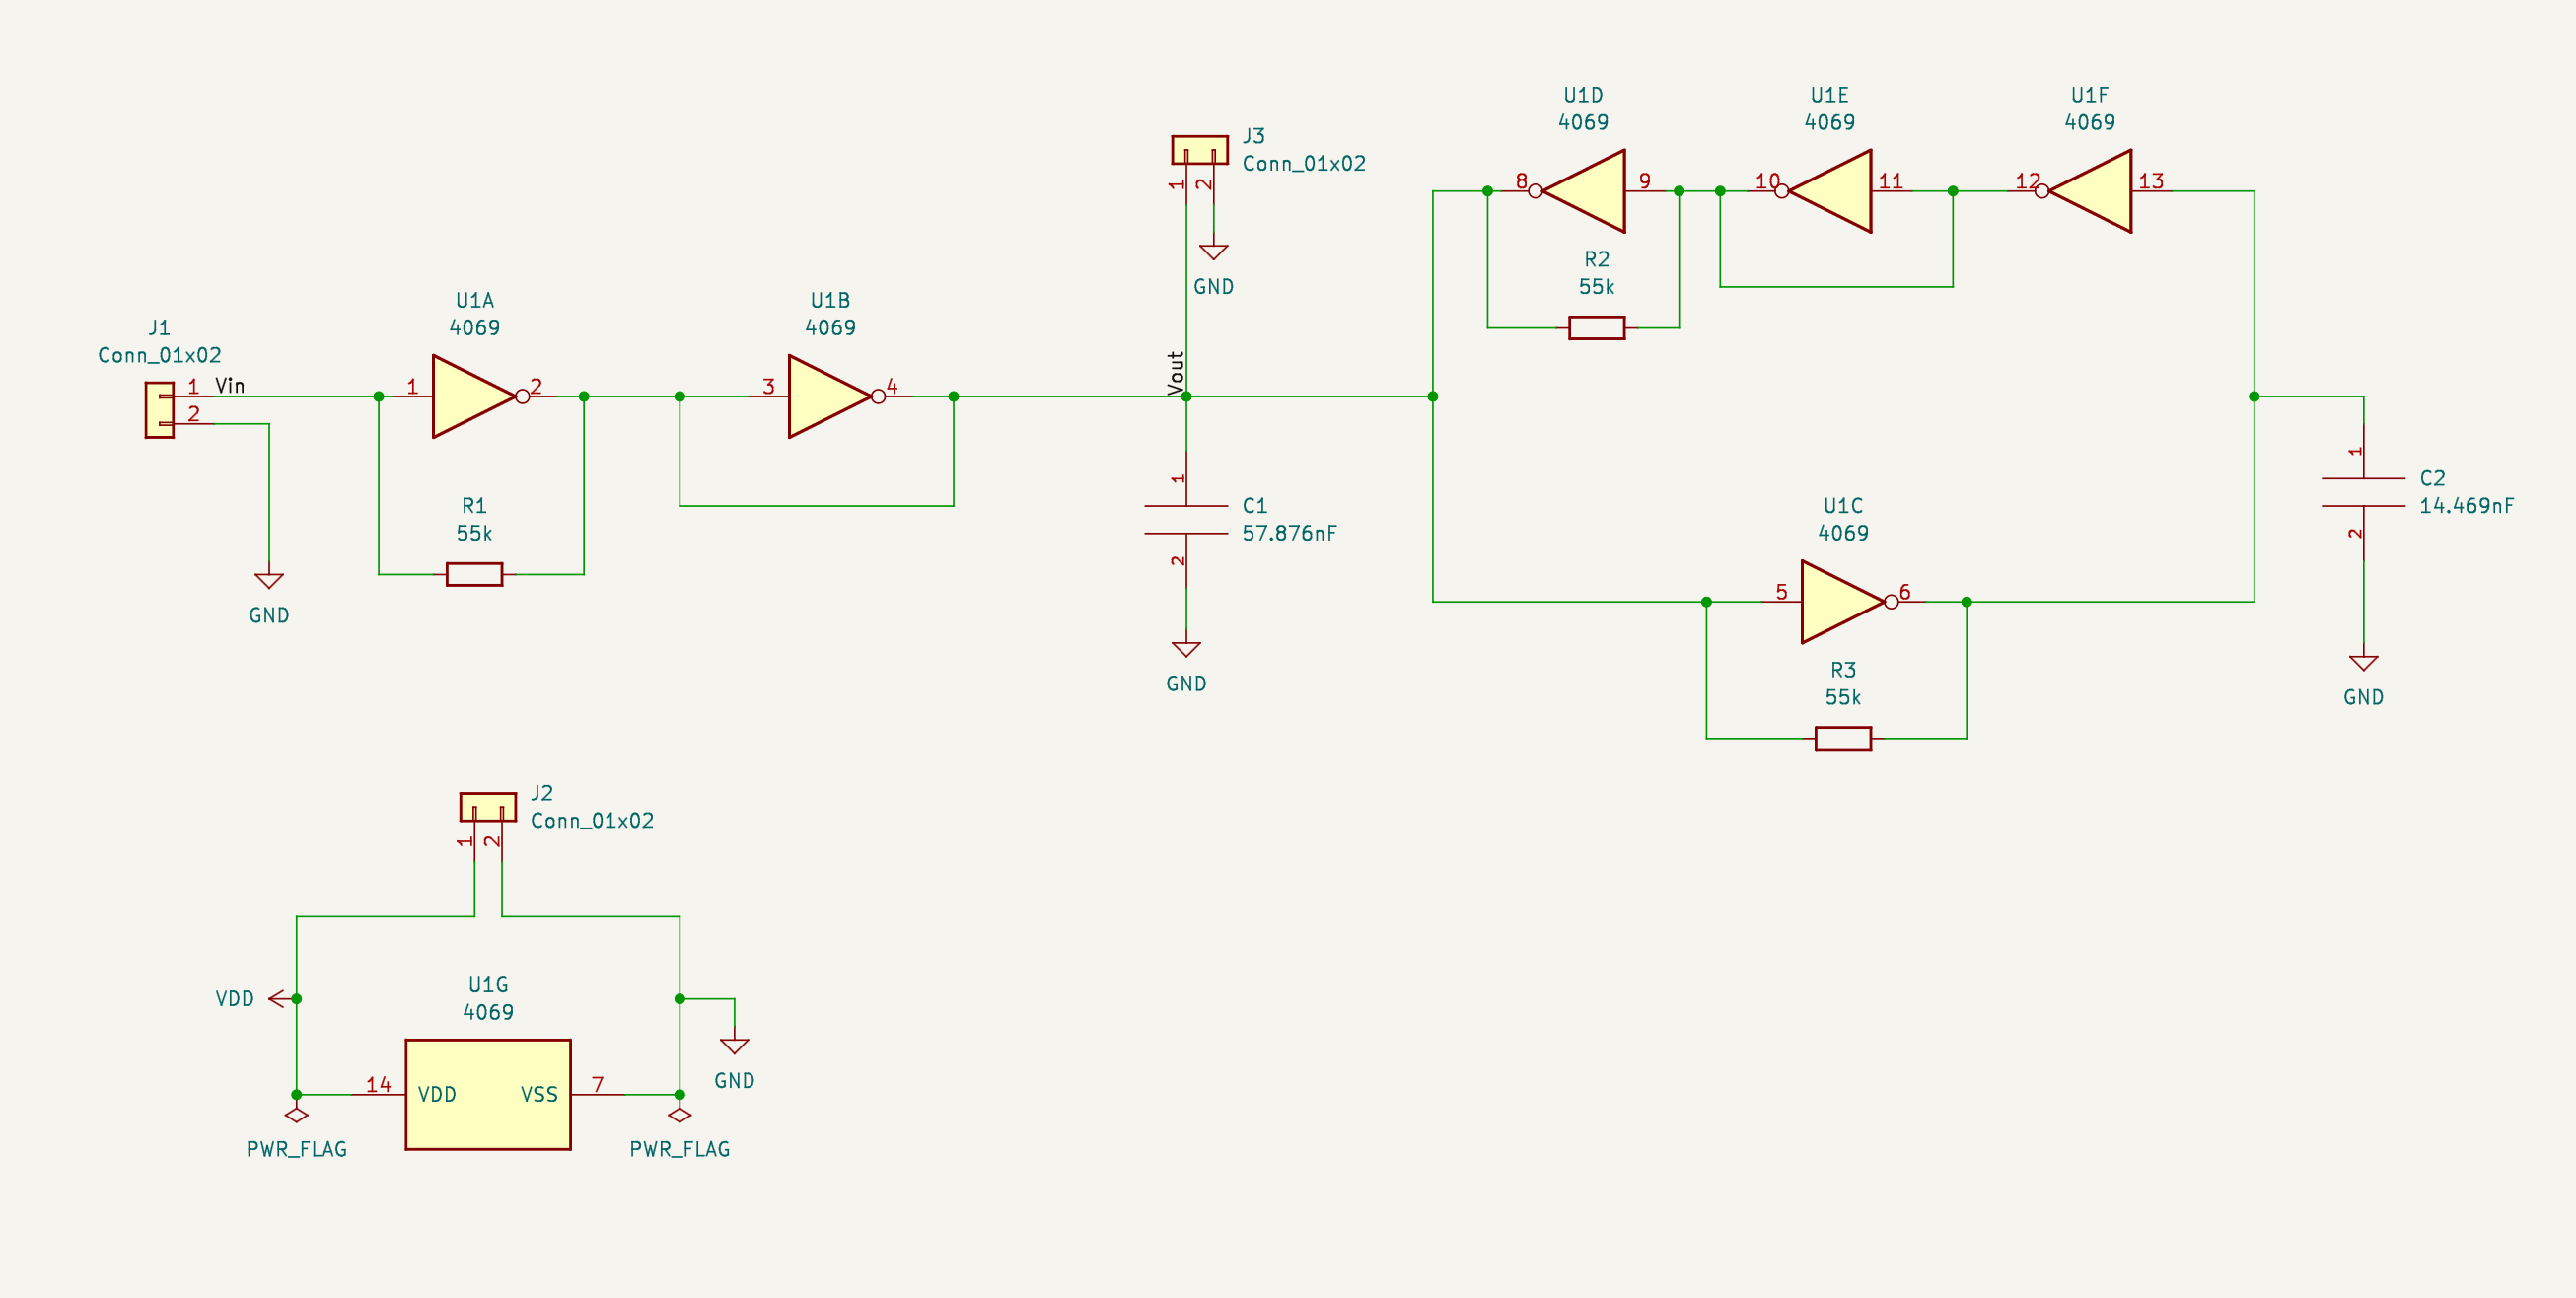 U1D
4069
U1E
4069
U1F
4069
J3
Conn_01x02
1
2
8
9
10
11
12
13
R2
55k
GND
U1A
4069
U1B
4069
J1
Conn_01x02
1
Vin
2
1
2
3
4
Vout
1
C1
57.876nF
2
GND
1
C2
14.469nF
2
GND
R1
55k
GND
U1C
4069
5
6
R3
55k
J2
Conn_01x02
1
2
VDD
U1G
4069
GND
14
VDD
VSS
7
PWR_FLAG
PWR_FLAG